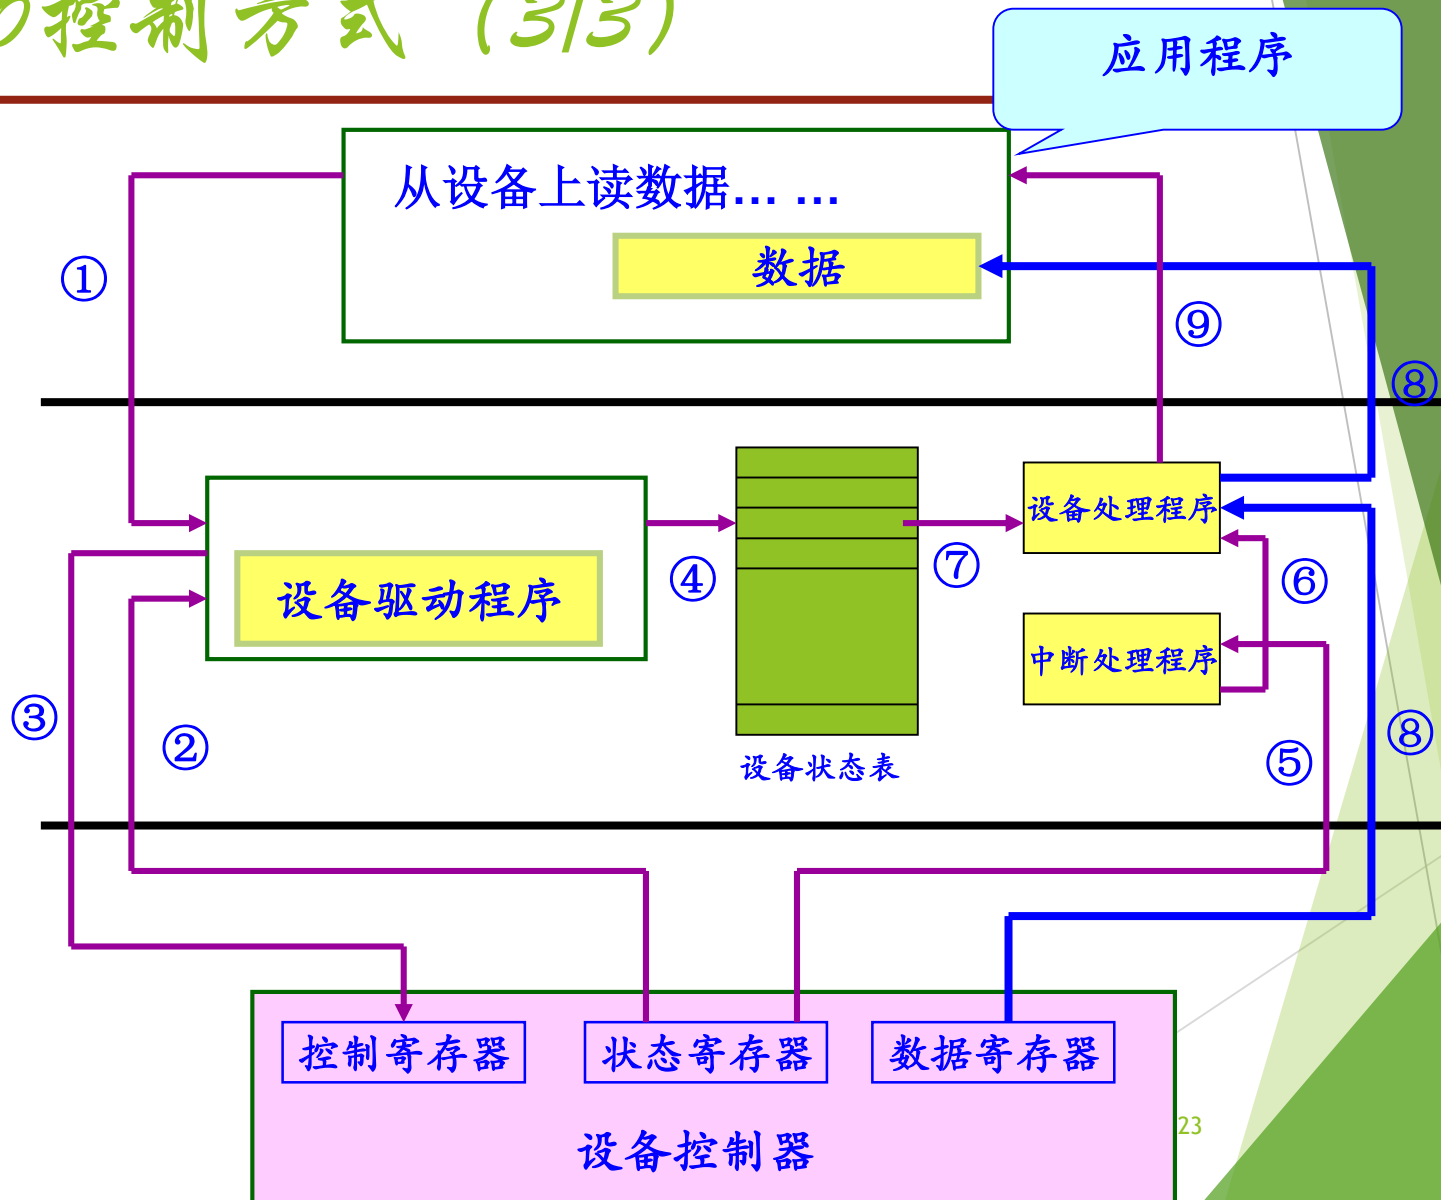 控制方式（3/3）
应用程序
从设备上读数据… …
数据
①
⑨
⑧
设备处理程序
设备驱动程序
④
⑦
⑥
中断处理程序
③
②
⑤
⑧
设备状态表
控制寄存器
状态寄存器
数据寄存器
设备控制器
23